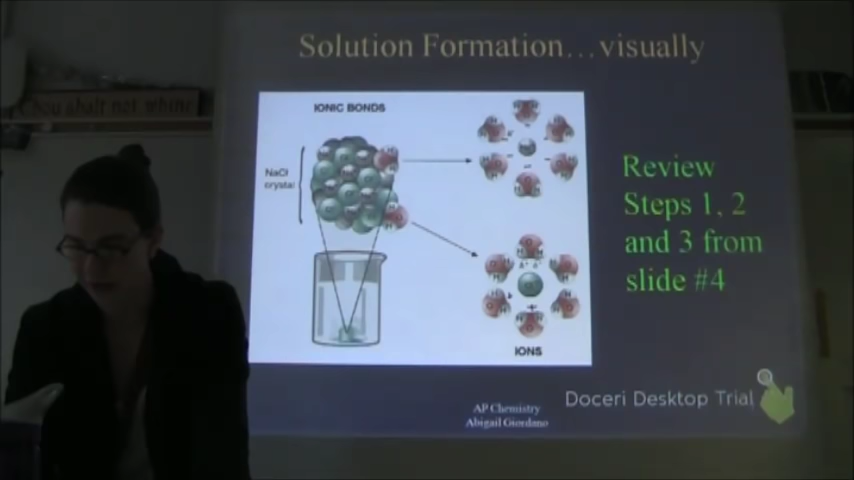 Solution Formation...visually
Thou shalt not whine
IONIC BONDS
NaCl
crystal
Review
Steps 1, 2
and 3 from
slide #4
IONS
Doceri Desktop Trial
AP Chemistry
Abigail Giordano